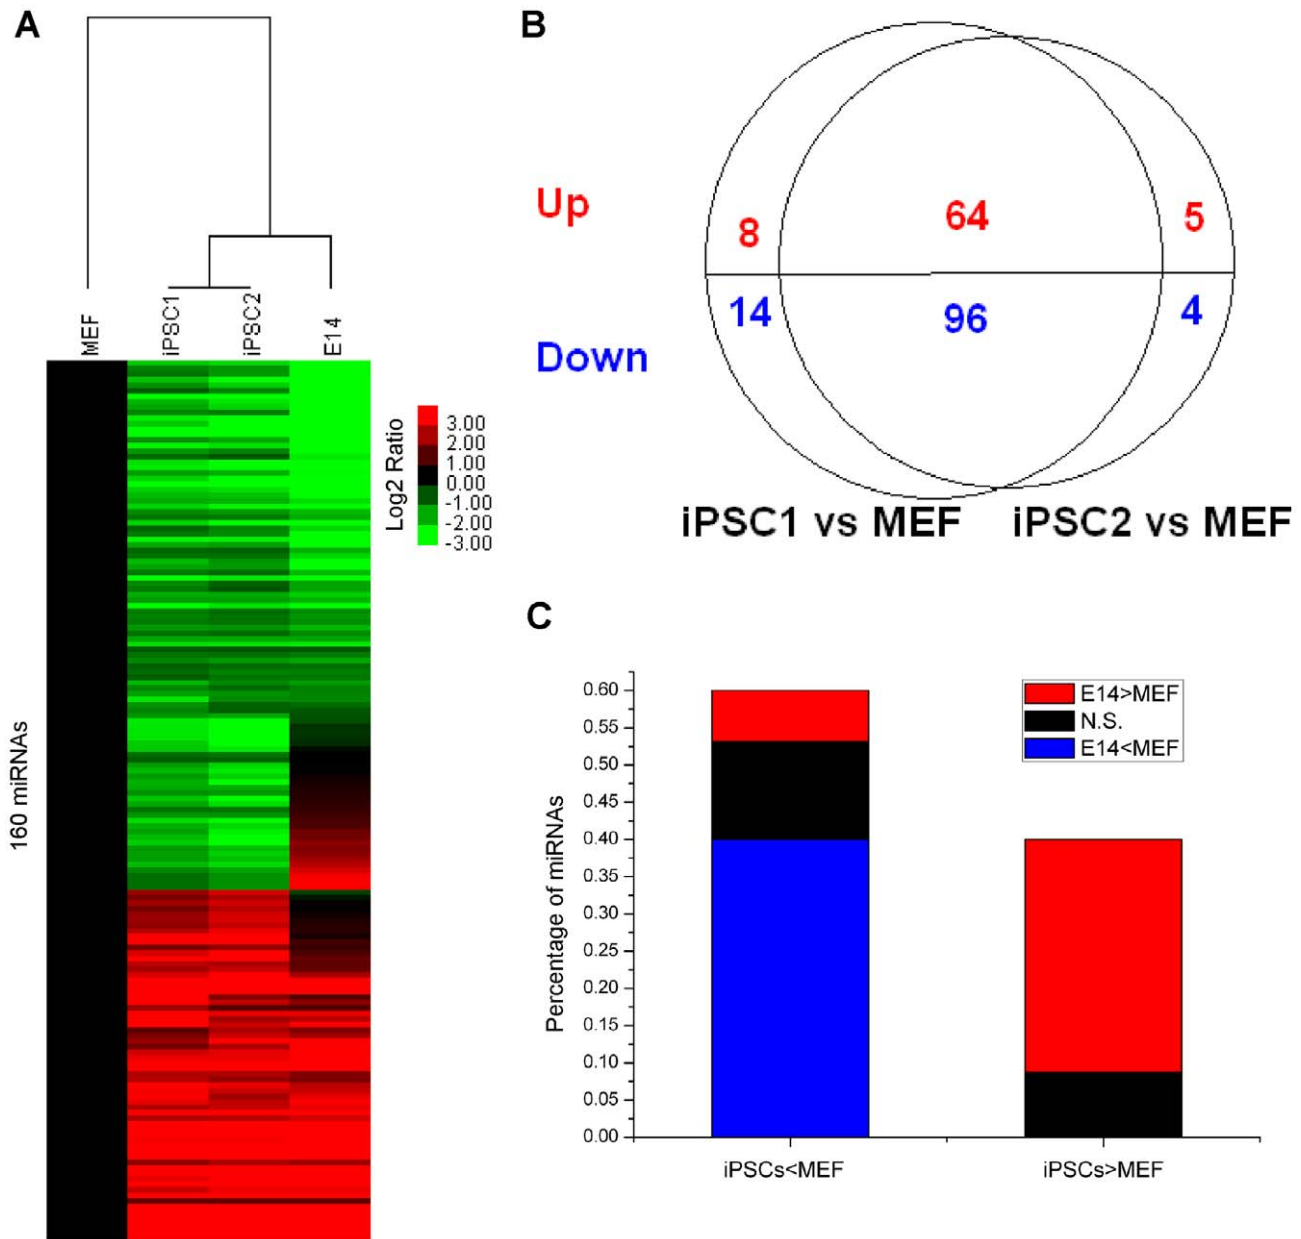 A
MEF
iPSC1
iPSC2
E14
160 miRNAs
Log2 Ratio
3.00
2.00
1.00
0.00
-1.00
-2.00
-3.00
B
Up
8
64
5
Down
14
96
4
iPSC1 vs MEF
iPSC2 vs MEF
C
Percentage of miRNAs
0.60
0.55
0.50
0.45
0.40
0.35
0.30
0.25
0.20
0.15
0.10
0.05
0.00
E14>MEF
N.S.
E14<MEF
iPSCs<MEF
iPSCs>MEF